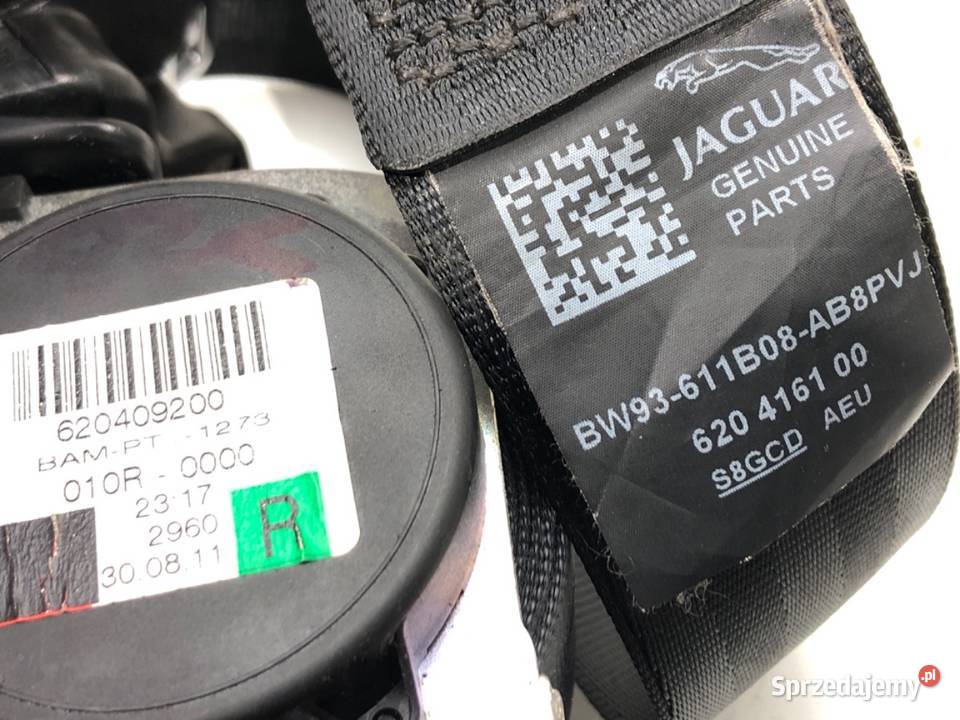 JAGUAR
GENUINE
PARTS
BW93-611B08-AB8PVJ
620 4161 00
S8GCD AEU
620409200
BAM-PT -1273
010R - 0000
23:17
2960
30.08.11
R
Sprzedajemy.pl